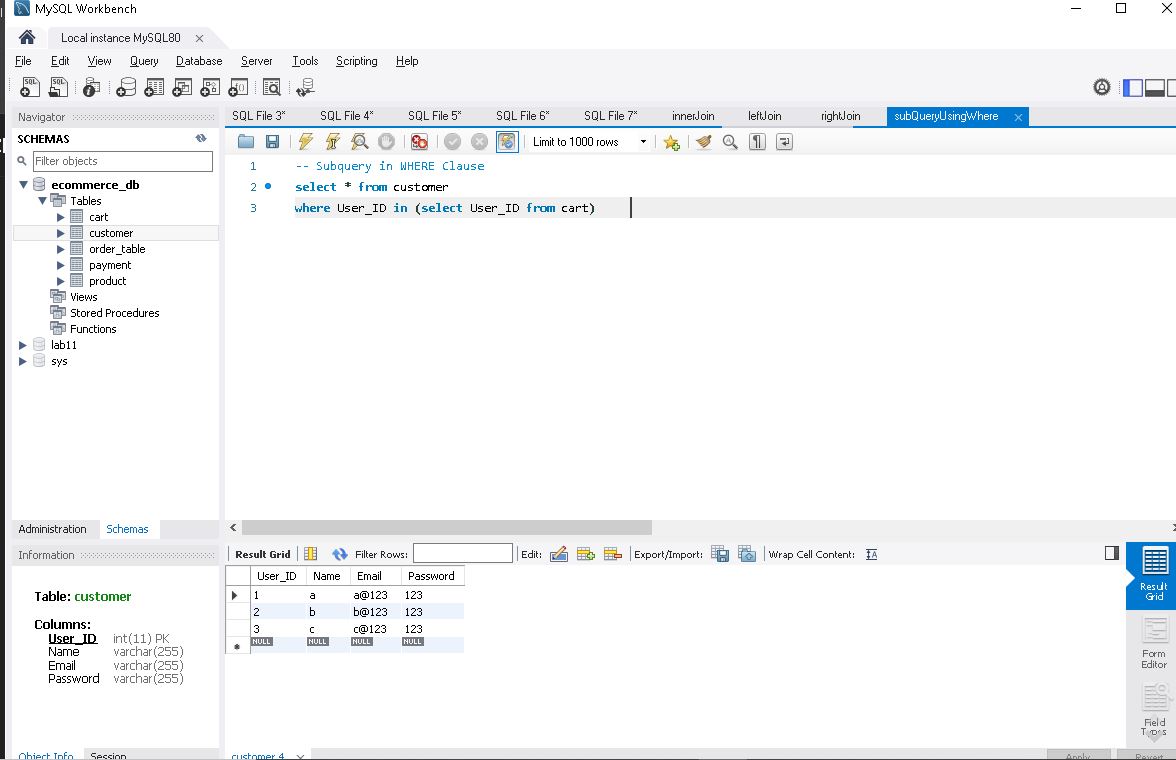 MySQL Workbench
Local instance MySQL80
File Edit View Query Database Server Tools Scripting Help
Navigator
SCHEMAS
Filter objects
ecommerce_db
Tables
cart
customer
order_table
payment
product
Views
Stored Procedures
Functions
lab11
sys
Administration Schemas
Information
Table: customer
Columns:
User_ID int(11) PK
Name varchar(255)
Email varchar(255)
Password varchar(255)
Object Info Session
SQL File 3* SQL File 4* SQL File 5* SQL File 6* SQL File 7* innerJoin leftJoin rightJoin subQueryUsingWhere
Limit to 1000 rows
1 -- Subquery in WHERE Clause
2 select * from customer
3 where User_ID in (select User_ID from cart)
Result Grid Filter Rows: Edit: Export/Import: Wrap Cell Content:
User_ID Name Email Password
1 a a@123 123
2 b b@123 123
3 c c@123 123
NULL NULL NULL NULL
Result
Grid
Form
Editor
Field
Types
customer 4
Apply Revert